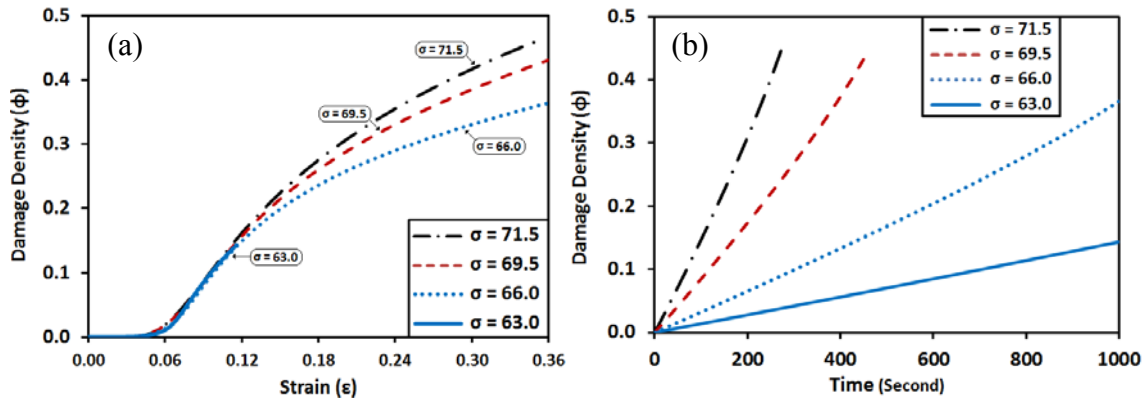 (a)
Damage Density (ϕ)
0.5
0.4
0.3
0.2
0.1
0.0
σ = 71.5
σ = 69.5
σ = 66.0
σ = 63.0
σ = 71.5
σ = 69.5
σ = 66.0
σ = 63.0
0.00 0.06 0.12 0.18 0.24 0.30 0.36
Strain (ε)
(b)
Damage Density (ϕ)
0.5
0.4
0.3
0.2
0.1
0.0
σ = 71.5
σ = 69.5
σ = 66.0
σ = 63.0
0 200 400 600 800 1000
Time (Second)